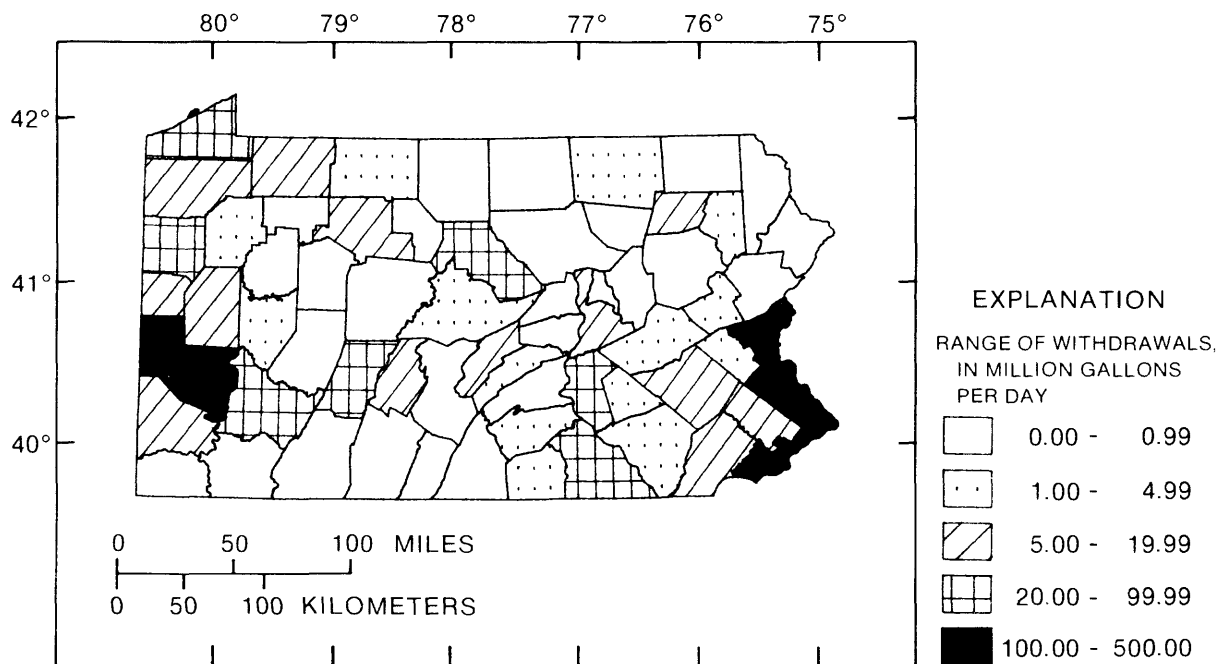 80° 79° 78° 77° 76° 75°
42°
41°
40°
0 50 100 MILES
0 50 100 KILOMETERS
EXPLANATION
RANGE OF WITHDRAWALS,
IN MILLION GALLONS
PER DAY
0.00 - 0.99
1.00 - 4.99
5.00 - 19.99
20.00 - 99.99
100.00 - 500.00